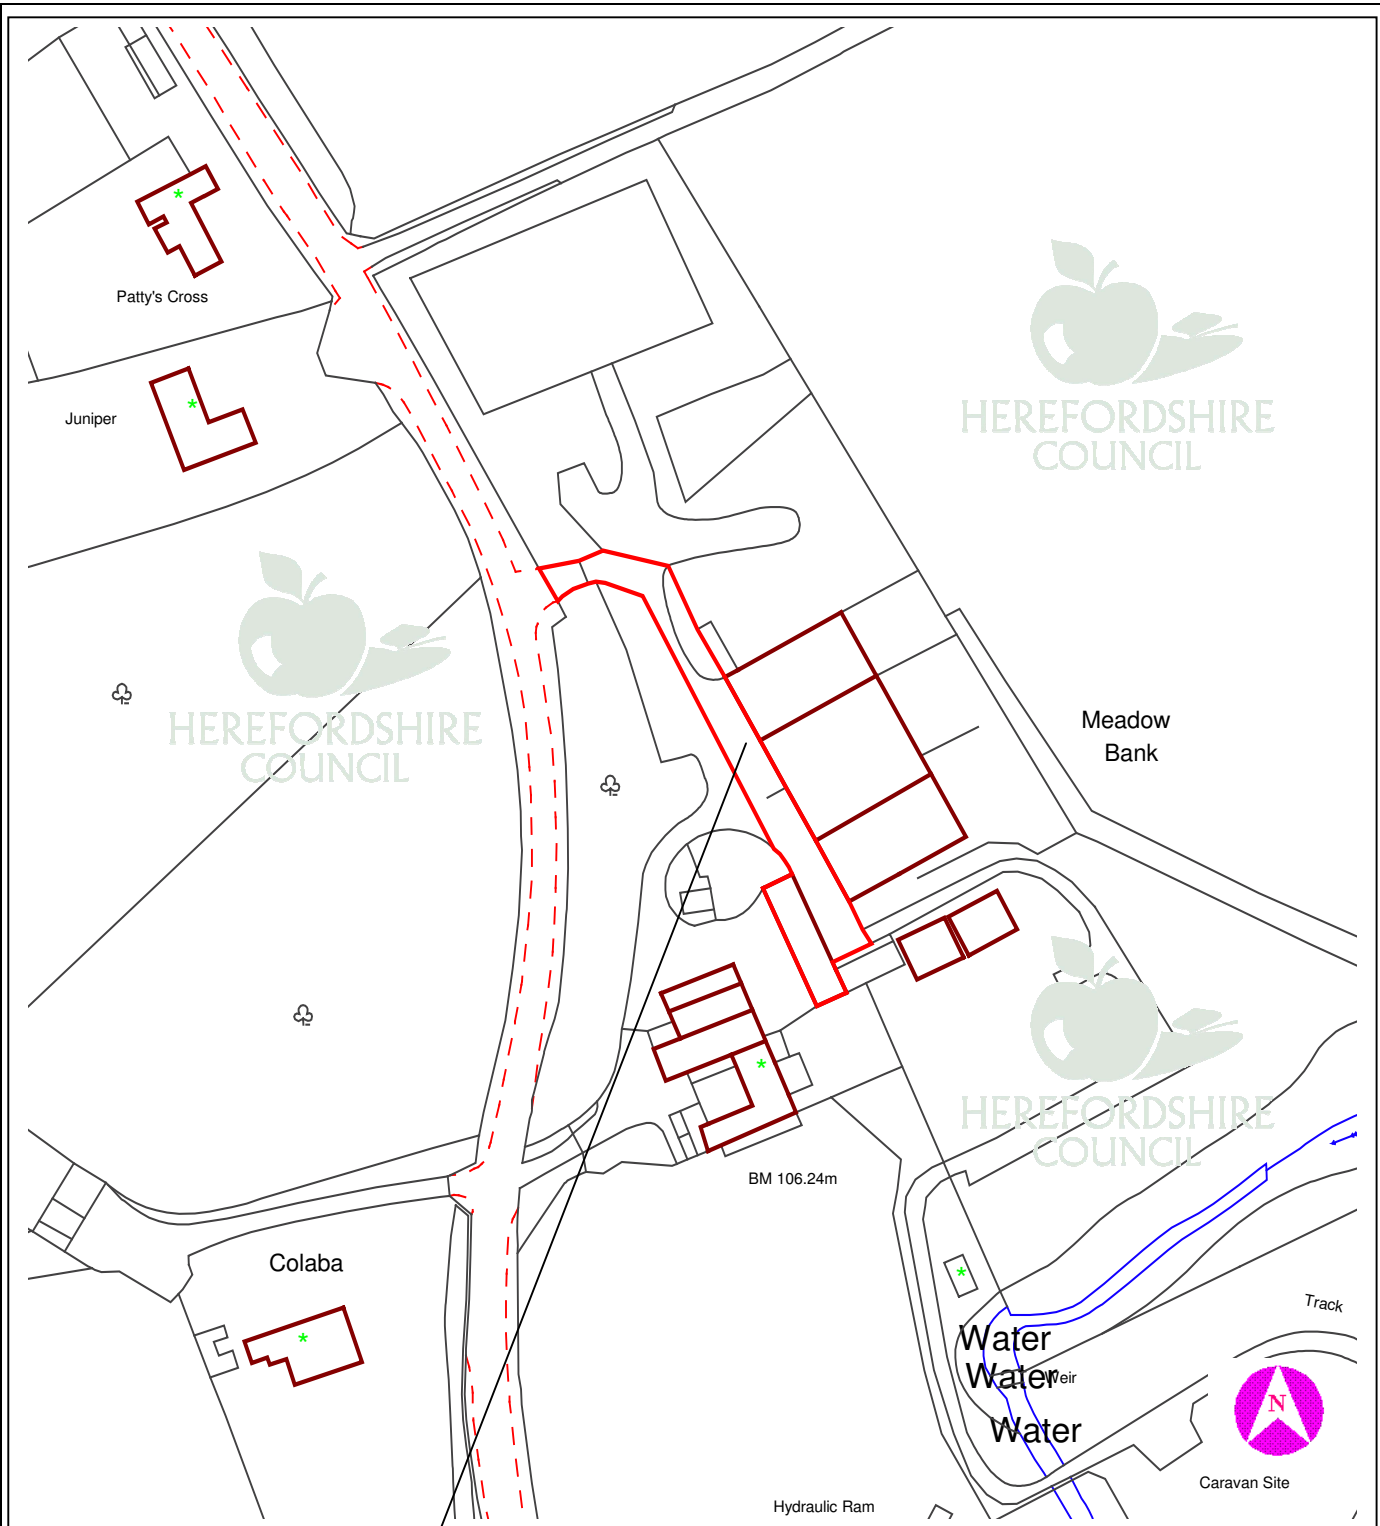 Patty's Cross
HEREFORDSHIRE
COUNCIL
Juniper
HEREFORDSHIRE
COUNCIL
Meadow
Bank
HEREFORDSHIRE
COUNCIL
BM 106.24m
Colaba
Track
Water
Water
Weir
Water
N
Caravan Site
Hydraulic Ram